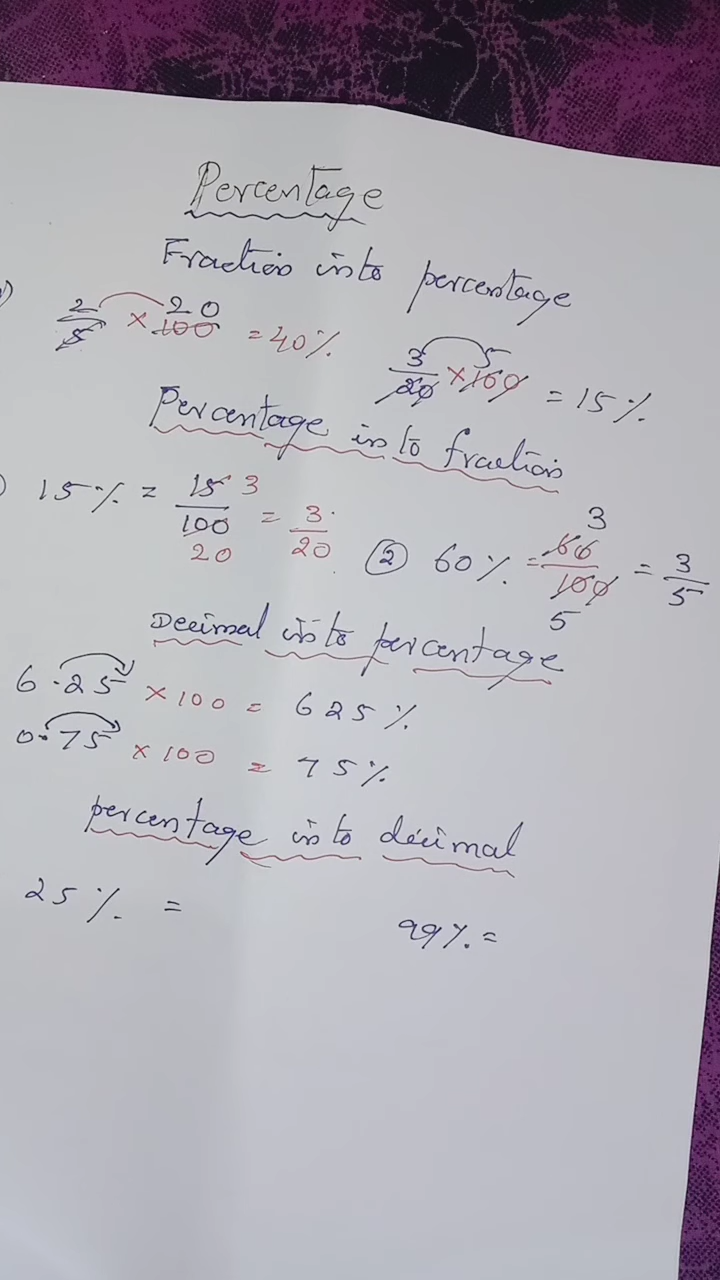 Percentage
Fraction into percentage
2/5 × 100 20 = 40%
3/20 × 100 5 = 15%
Percentage into fraction
15% = 15 3/100 20 = 3/20
② 60% = 60 3/100 5 = 3/5
Decimal into percentage
6.25 × 100 = 625%
0.75 × 100 = 75%
percentage into decimal
25% =
99% =